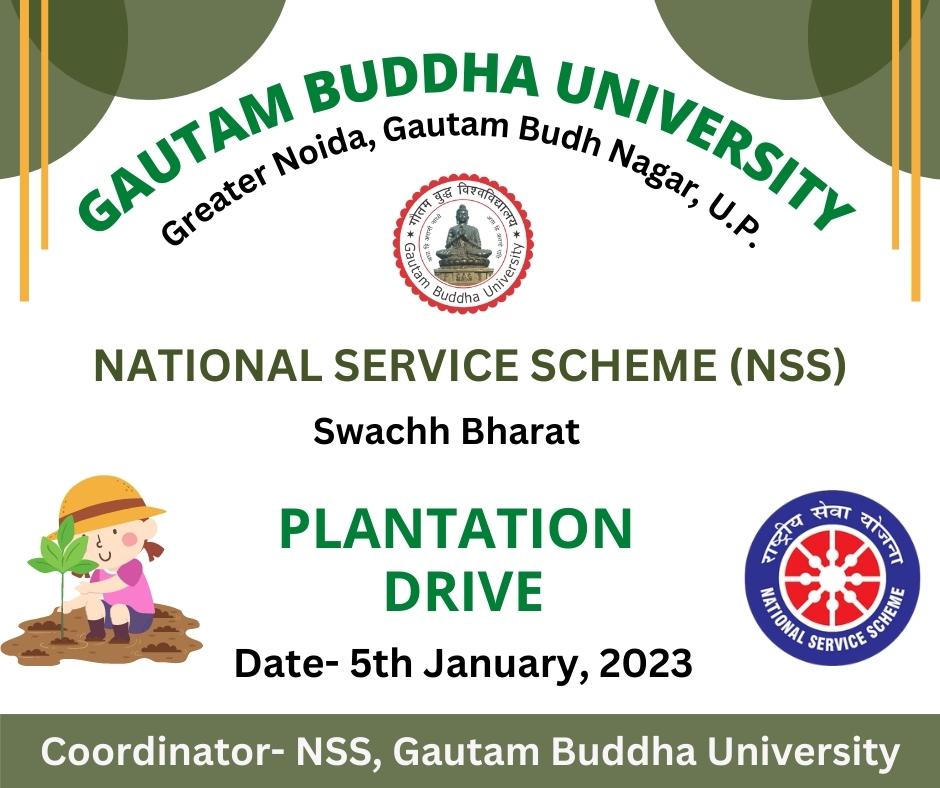 GAUTAM BUDDHA UNIVERSITY
Greater Noida, Gautam Budh Nagar, U.P.
गौतम बुद्ध विश्वविद्यालय
Gautam Buddha University
NATIONAL SERVICE SCHEME (NSS)
Swachh Bharat
PLANTATION
DRIVE
Date- 5th January, 2023
राष्ट्रीय सेवा योजना
NATIONAL SERVICE SCHEME
Coordinator- NSS, Gautam Buddha University